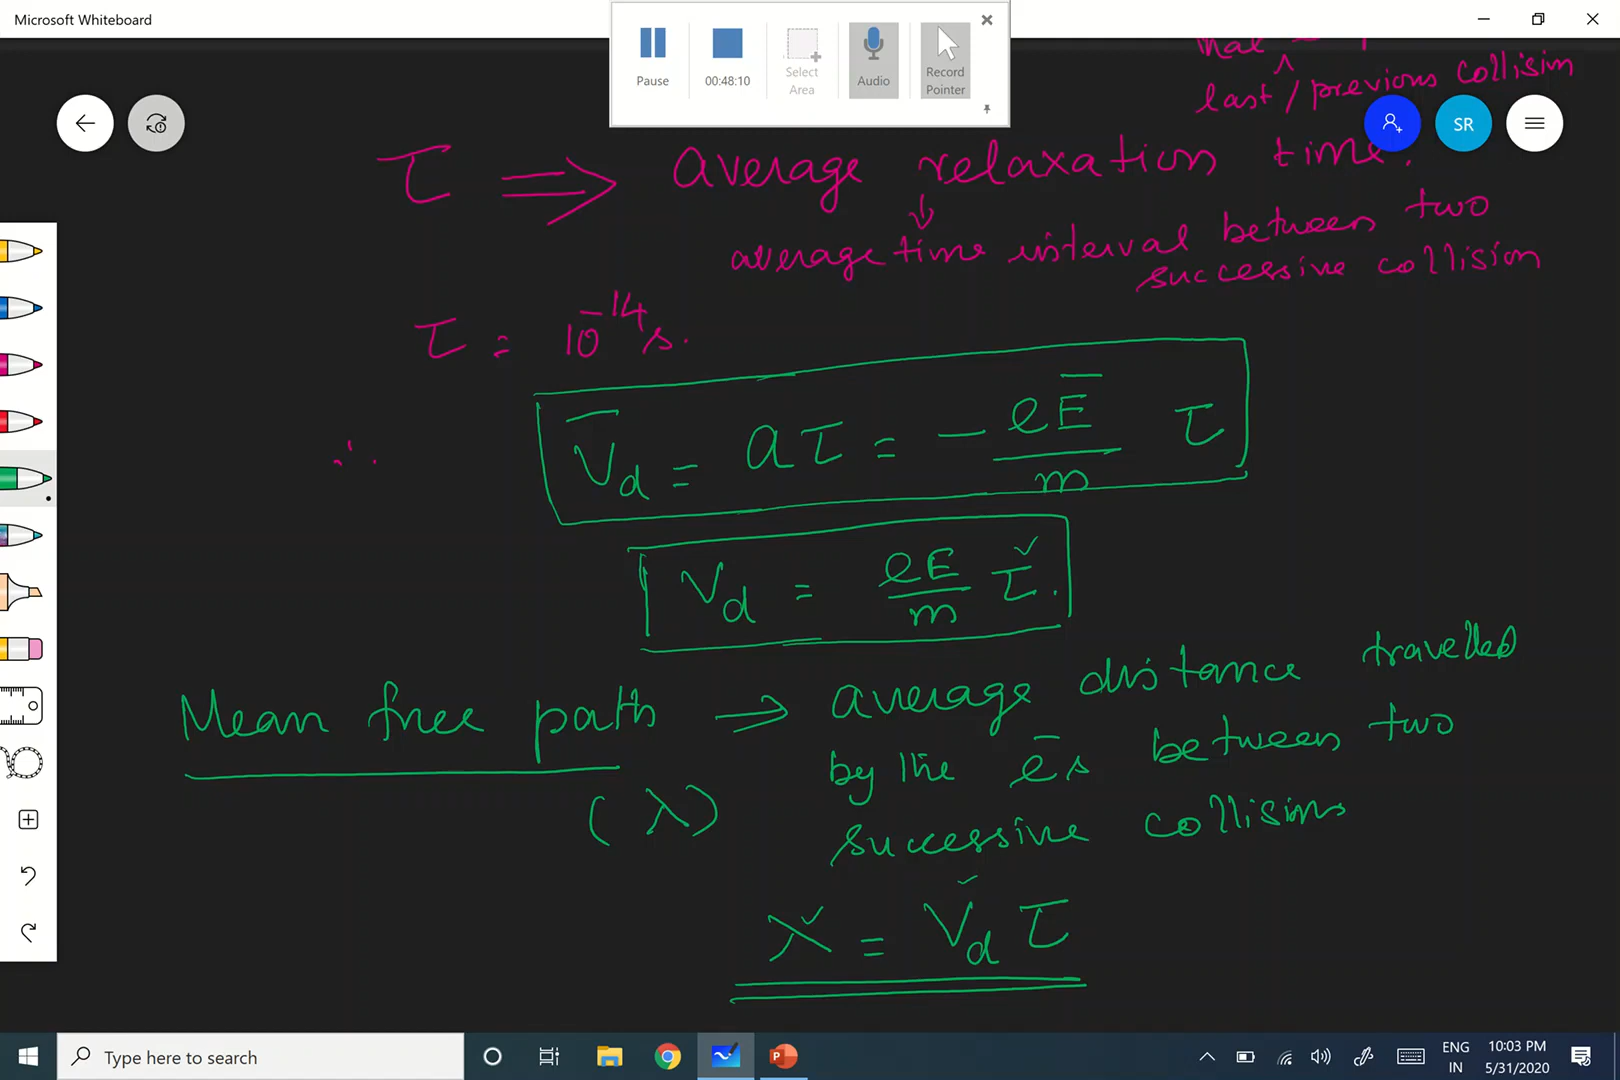 Microsoft Whiteboard
Pause
00:48:10
Select Area
Audio
Record Pointer
last / previous collision
SR
τ ⇒ average relaxation time.
average time interval between two
successive collision
τ = 10⁻¹⁴ s.
∴ V̄d = aτ = - eĒ/m τ
Vd = eE/m τ.
Mean free path → average distance travelled
(λ) by the e̅s between two
successive collisions
λ = Vd τ
Type here to search
ENG
IN
10:03 PM
5/31/2020